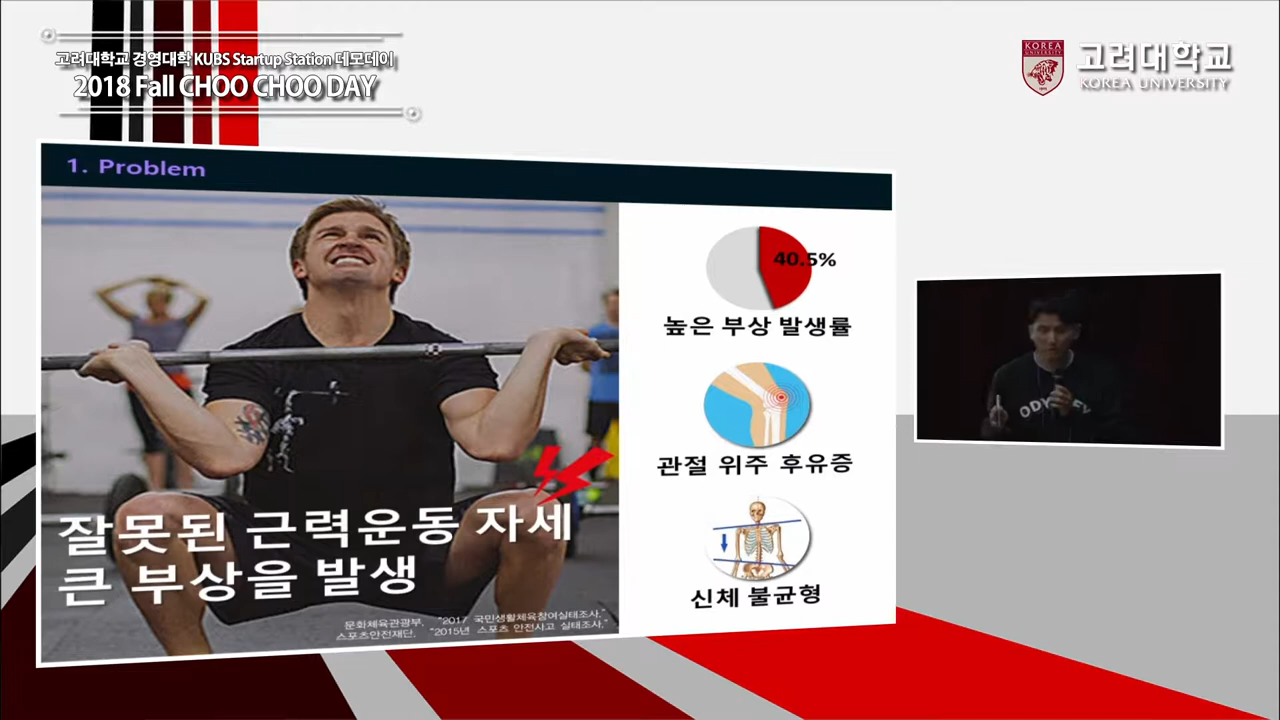 고려대학교 경영대학 KUBS Startup Station 데모데이
2018 Fall CHOO CHOO DAY
KOREA
UNIVERSITY
고려대학교
KOREA UNIVERSITY
1. Problem
잘못된 근력운동 자세
큰 부상을 발생
문화체육관광부, "2017 국민생활체육참여실태조사."
스포츠안전재단, "2015년 스포츠 안전사고 실태조사."
40.5%
높은 부상 발생률
관절 위주 후유증
신체 불균형